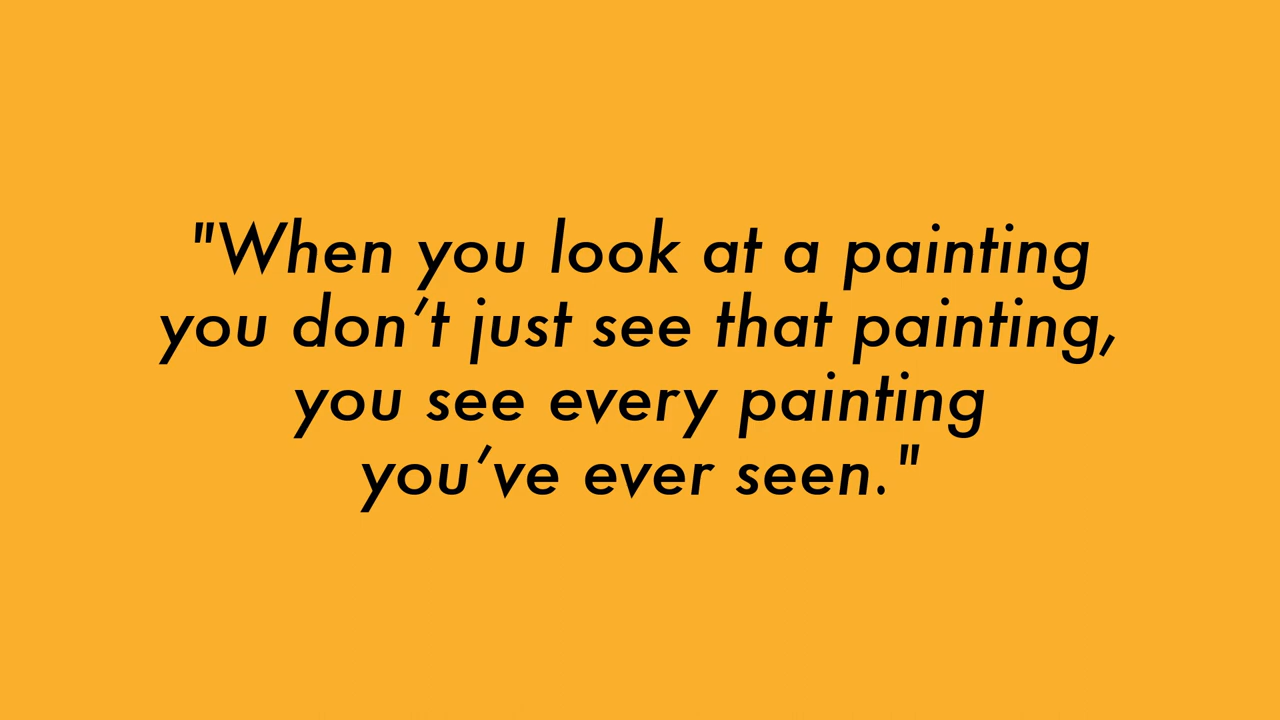 "When you look at a painting
you don’t just see that painting,
you see every painting
you’ve ever seen."